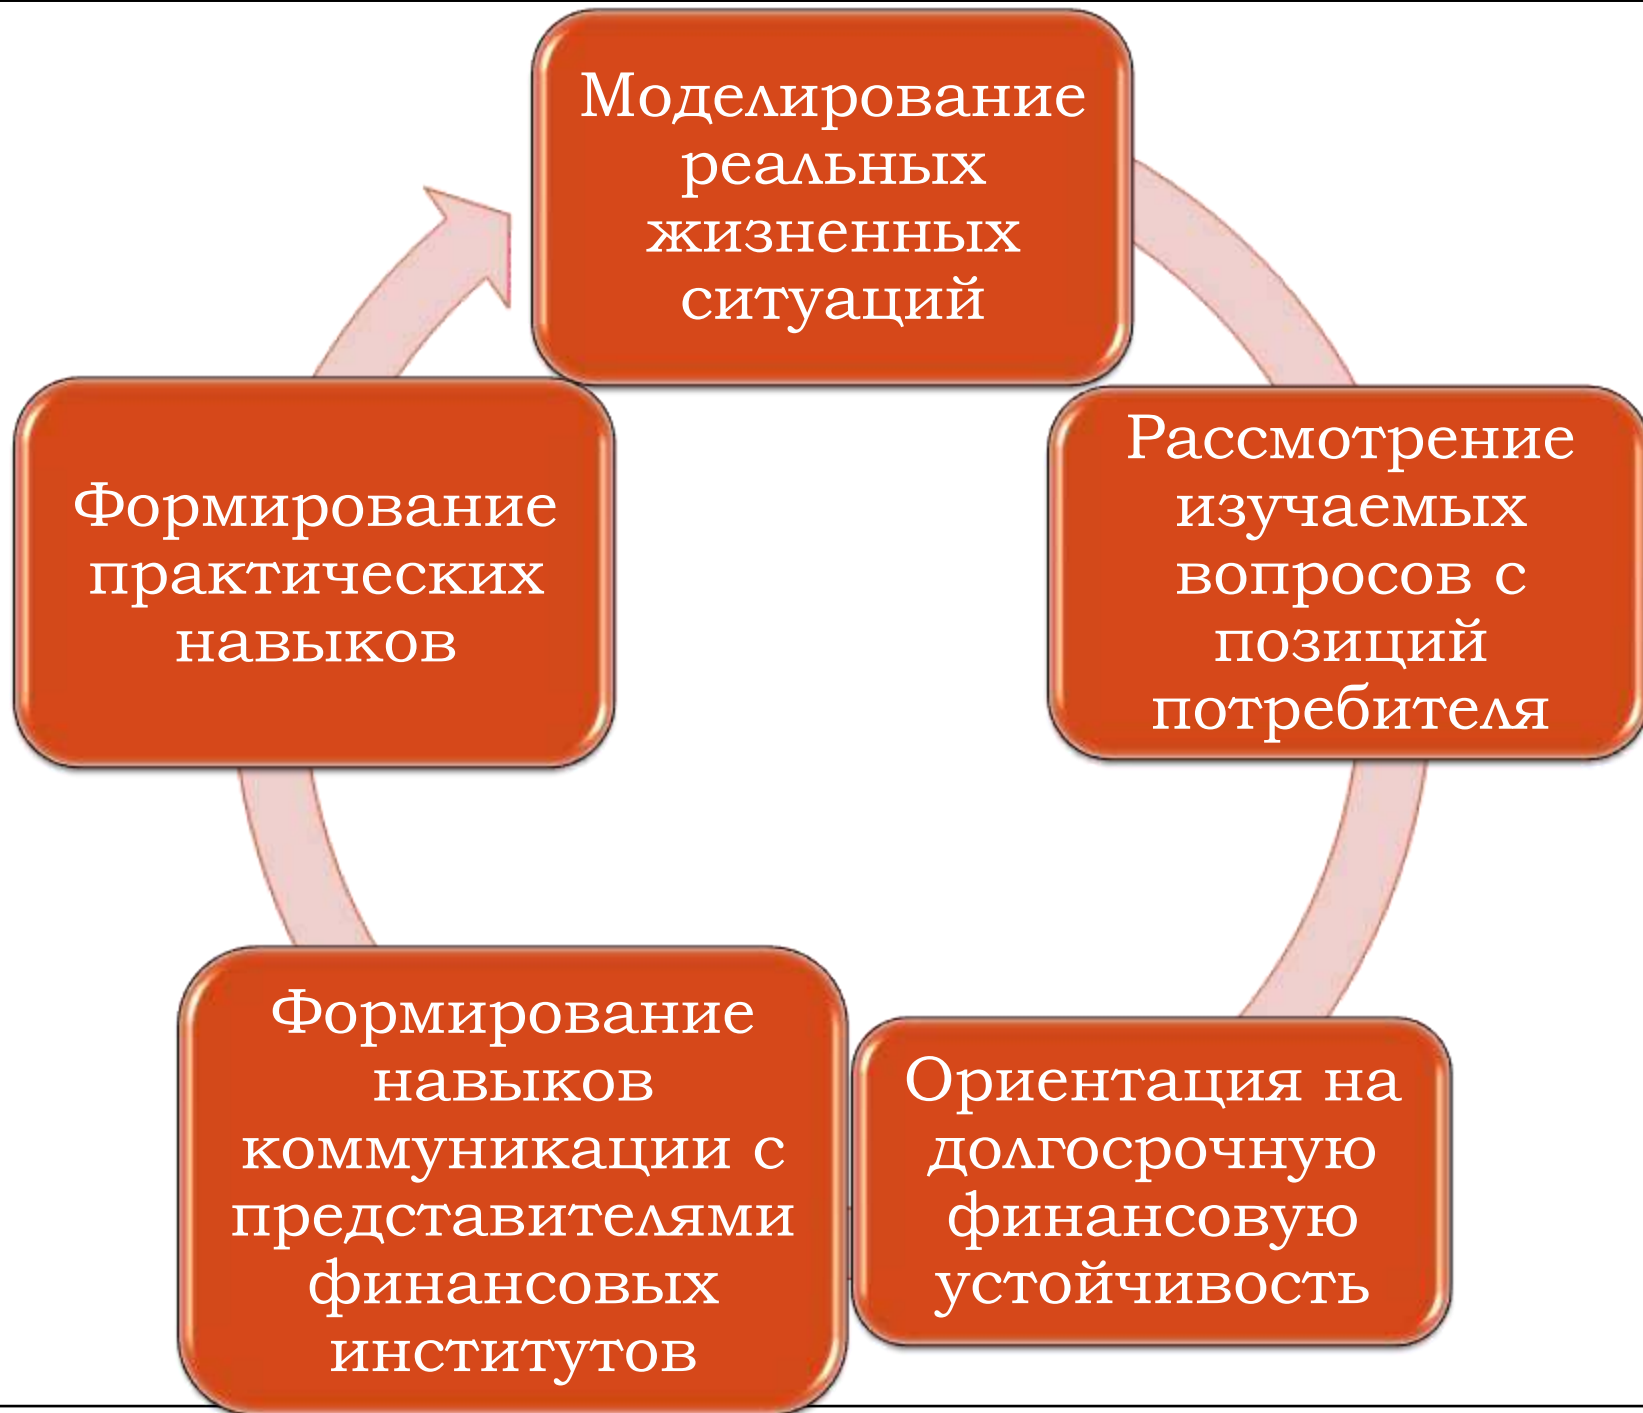 Моделирование
реальных
жизненных
ситуаций
Рассмотрение
изучаемых
вопросов с
позиций
потребителя
Ориентация на
долгосрочную
финансовую
устойчивость
Формирование
навыков
коммуникации с
представителями
финансовых
институтов
Формирование
практических
навыков